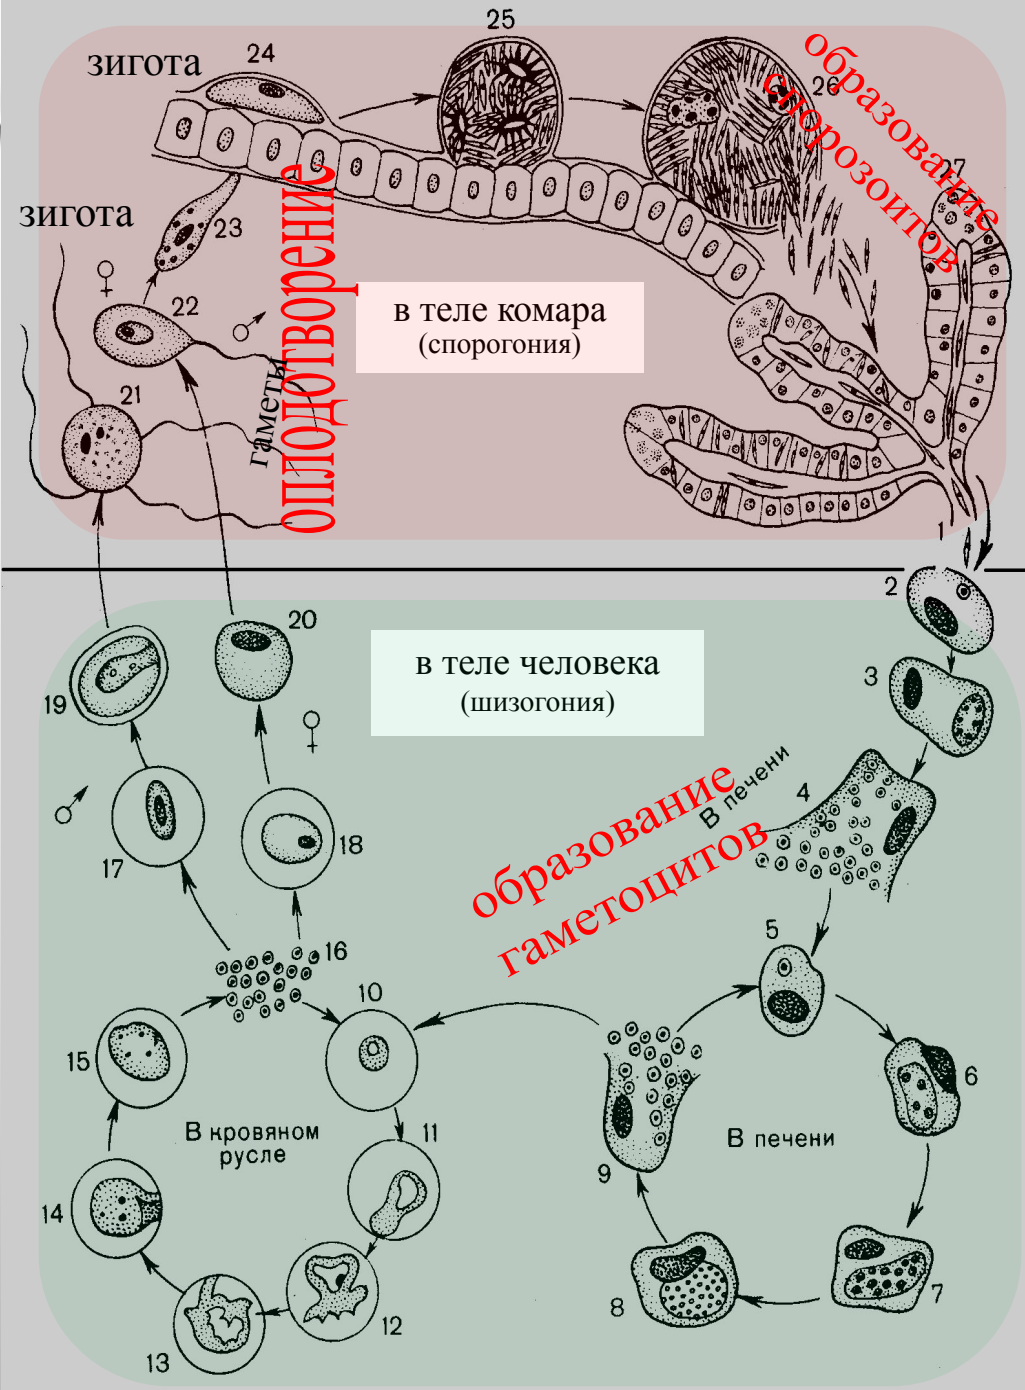 25
зигота
24
образование
спорозоитов
26
27
зигота
23
♀
22
♂
оплодотворение
в теле комара
(спорогония)
21
гаметы
1
2
20
в теле человека
(шизогония)
3
19
♀
В печени
4
образование
гаметоцитов
♂
17
18
5
16
10
15
6
11
В кровяном
русле
В печени
9
14
8
7
12
13